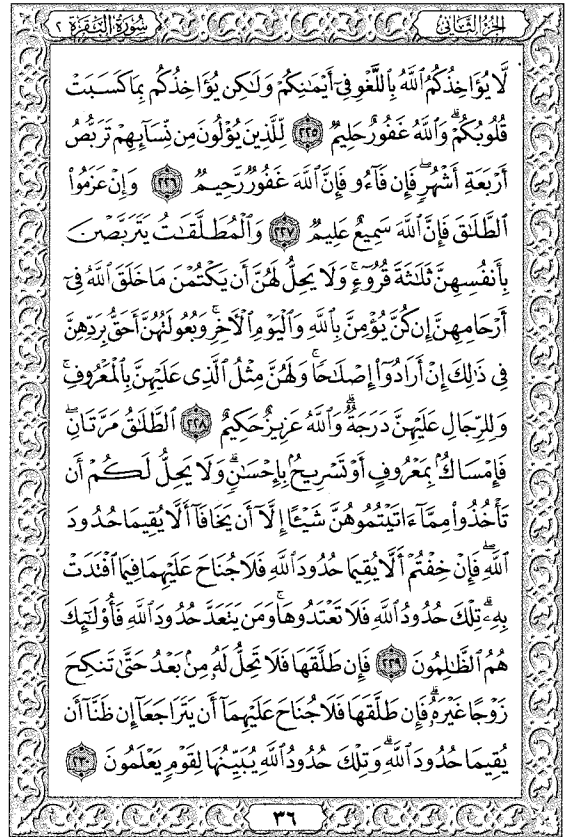 الجزء الثاني
سورة البقرة ٢
لَّا يُؤَاخِذُكُمُ ٱللَّهُ بِٱللَّغْوِ فِىٓ أَيْمَـٰنِكُمْ وَلَـٰكِن يُؤَاخِذُكُم بِمَا كَسَبَتْ
قُلُوبُكُمْ ۗ وَٱللَّهُ غَفُورٌ حَلِيمٌ ٢٢٥ لِّلَّذِينَ يُؤْلُونَ مِن نِّسَآئِهِمْ تَرَبُّصُ
أَرْبَعَةِ أَشْهُرٍ ۖ فَإِن فَآءُو فَإِنَّ ٱللَّهَ غَفُورٌ رَّحِيمٌ ٢٢٦ وَإِنْ عَزَمُوا۟
ٱلطَّلَـٰقَ فَإِنَّ ٱللَّهَ سَمِيعٌ عَلِيمٌ ٢٢٧ وَٱلْمُطَلَّقَـٰتُ يَتَرَبَّصْنَ
بِأَنفُسِهِنَّ ثَلَـٰثَةَ قُرُوٓءٍ ۚ وَلَا يَحِلُّ لَهُنَّ أَن يَكْتُمْنَ مَا خَلَقَ ٱللَّهُ فِىٓ
أَرْحَامِهِنَّ إِن كُنَّ يُؤْمِنَّ بِٱللَّهِ وَٱلْيَوْمِ ٱلْـَٔاخِرِ ۚ وَبُعُولَتُهُنَّ أَحَقُّ بِرَدِّهِنَّ
فِى ذَٰلِكَ إِنْ أَرَادُوٓا۟ إِصْلَـٰحًا ۚ وَلَهُنَّ مِثْلُ ٱلَّذِى عَلَيْهِنَّ بِٱلْمَعْرُوفِ ۚ
وَلِلرِّجَالِ عَلَيْهِنَّ دَرَجَةٌ ۗ وَٱللَّهُ عَزِيزٌ حَكِيمٌ ٢٢٨ ٱلطَّلَـٰقُ مَرَّتَانِ ۖ
فَإِمْسَاكٌۢ بِمَعْرُوفٍ أَوْ تَسْرِيحٌۢ بِإِحْسَـٰنٍ ۗ وَلَا يَحِلُّ لَكُمْ أَن
تَأْخُذُوا۟ مِمَّآ ءَاتَيْتُمُوهُنَّ شَيْـًٔا إِلَّآ أَن يَخَافَآ أَلَّا يُقِيمَا حُدُودَ
ٱللَّهِ ۖ فَإِنْ خِفْتُمْ أَلَّا يُقِيمَا حُدُودَ ٱللَّهِ فَلَا جُنَاحَ عَلَيْهِمَا فِيمَا ٱفْتَدَتْ
بِهِۦ ۗ تِلْكَ حُدُودُ ٱللَّهِ فَلَا تَعْتَدُوهَا ۚ وَمَن يَتَعَدَّ حُدُودَ ٱللَّهِ فَأُو۟لَـٰٓئِكَ
هُمُ ٱلظَّـٰلِمُونَ ٢٢٩ فَإِن طَلَّقَهَا فَلَا تَحِلُّ لَهُۥ مِنۢ بَعْدُ حَتَّىٰ تَنكِحَ
زَوْجًا غَيْرَهُۥ ۗ فَإِن طَلَّقَهَا فَلَا جُنَاحَ عَلَيْهِمَآ أَن يَتَرَاجَعَآ إِن ظَنَّآ أَن
يُقِيمَا حُدُودَ ٱللَّهِ ۗ وَتِلْكَ حُدُودُ ٱللَّهِ يُبَيِّنُهَا لِقَوْمٍ يَعْلَمُونَ ٢٣٠
٣٦